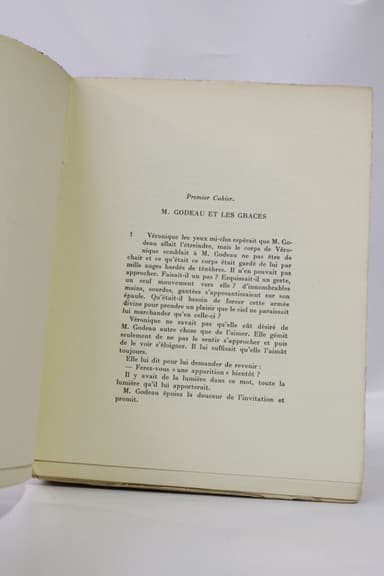 Premier Cahier.
M. GODEAU ET LES GRACES
1 Véronique les yeux mi-clos espérait que M. Go-
deau allait l'étreindre, mais le corps de Véro-
nique semblait à M. Godeau ne pas être de
chair et ce qu'était ce corps était gardé de lui par
mille anges bordés de ténèbres. Il n'en pouvait pas
approcher. Faisait-il un pas ? Esquissait-il un geste,
un seul mouvement vers elle ? d'innombrables
mains, sourdes, gantées s'appesantissaient sur son
épaule. Qu'était-il besoin de forcer cette armée
divine pour prendre un plaisir que le ciel ne paraissait
lui marchander qu'en celle-ci ?
Véronique ne savait pas qu'elle eût désiré de
M. Godeau autre chose que de l'aimer. Elle gémit
seulement de ne pas le sentir s'approcher et puis
de le voir s'éloigner. Il lui suffisait qu'elle l'aimât
toujours.
Elle lui dit pour lui demander de revenir :
— Ferez-vous « une apparition » bientôt ?
Il y avait de la lumière dans ce mot, toute la
lumière qu'il lui apporterait.
M. Godeau épuisa la douceur de l'invitation et
promit.